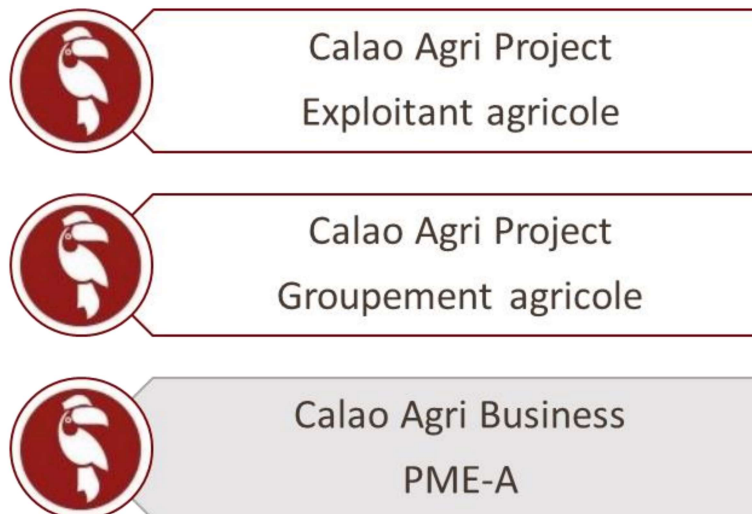 Calao Agri Project
Exploitant agricole
Calao Agri Project
Groupement agricole
Calao Agri Business
PME-A